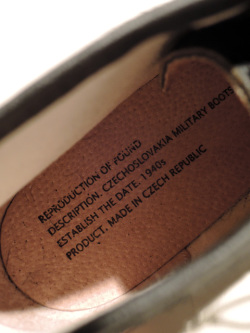 REPRODUCTION OF FOUND
DESCRIPTION. CZECHOSLOVAKIA MILITARY BOOTS
ESTABLISH THE DATE. 1940s
PRODUCT. MADE IN CZECH REPUBLIC